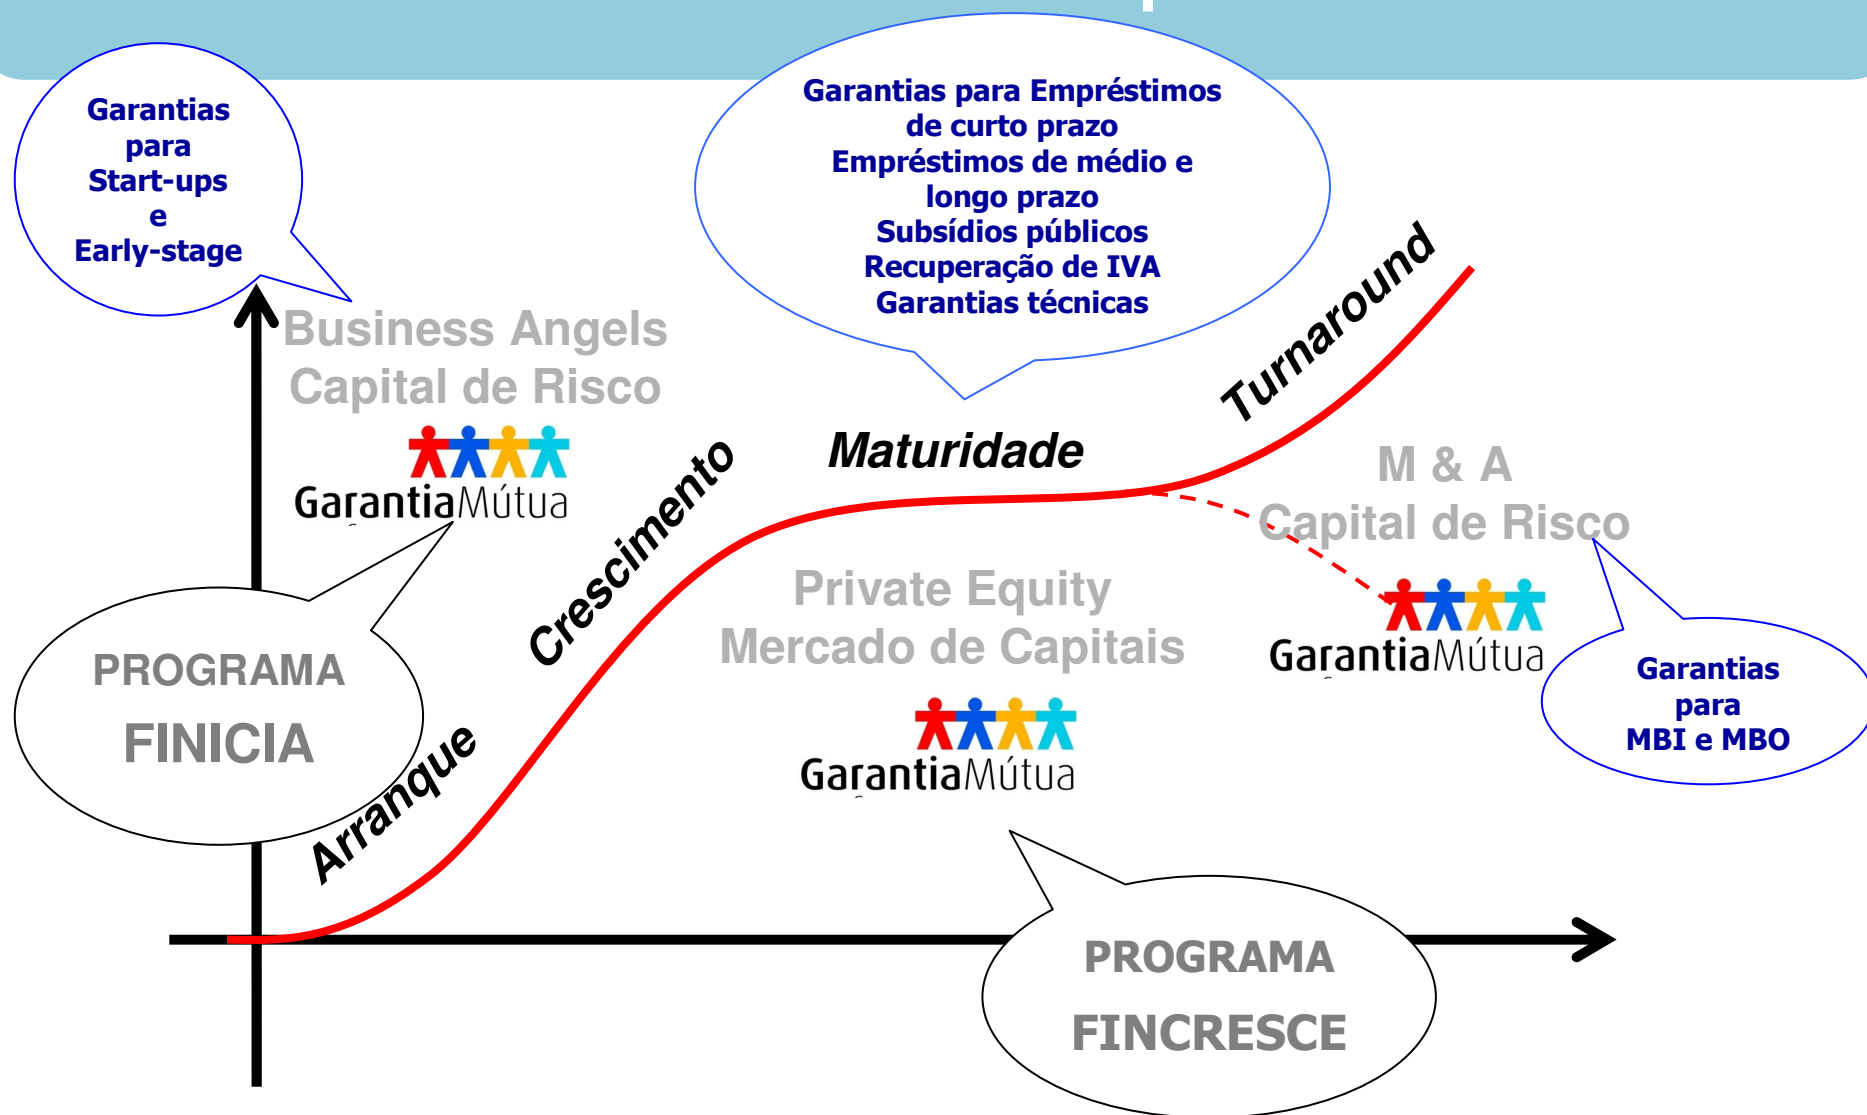 Garantias
para
Start-ups
e
Early-stage
Garantias para Empréstimos
de curto prazo
Empréstimos de médio e
longo prazo
Subsídios públicos
Recuperação de IVA
Garantias técnicas
Business Angels
Capital de Risco
GarantiaMútua
PROGRAMA
FINICIA
Arranque
Crescimento
Maturidade
Turnaround
Private Equity
Mercado de Capitais
GarantiaMútua
M & A
Capital de Risco
GarantiaMútua
Garantias
para
MBI e MBO
PROGRAMA
FINCRESCE